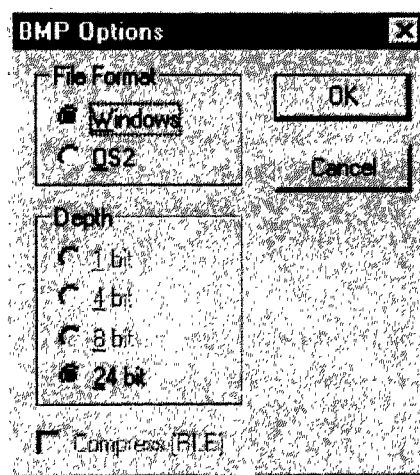 BMP Options
File Format
Windows
OS2
OK
Cancel
Depth
1 bit
4 bit
8 bit
24 bit
Compress (RLE)